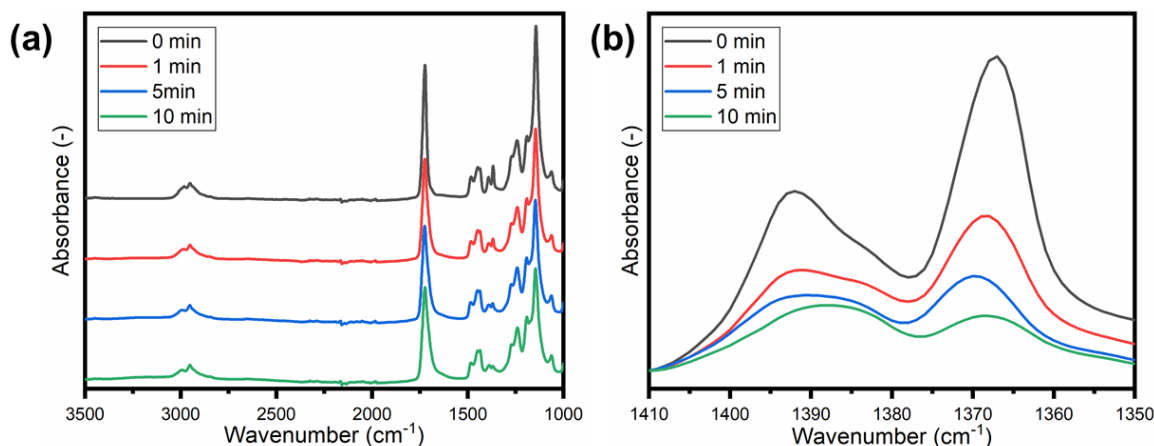 (a)
0 min
1 min
5min
10 min
Absorbance (-)
3500 3000 2500 2000 1500 1000
Wavenumber (cm⁻¹)
(b)
0 min
1 min
5 min
10 min
Absorbance (-)
1410 1400 1390 1380 1370 1360 1350
Wavenumber (cm⁻¹)